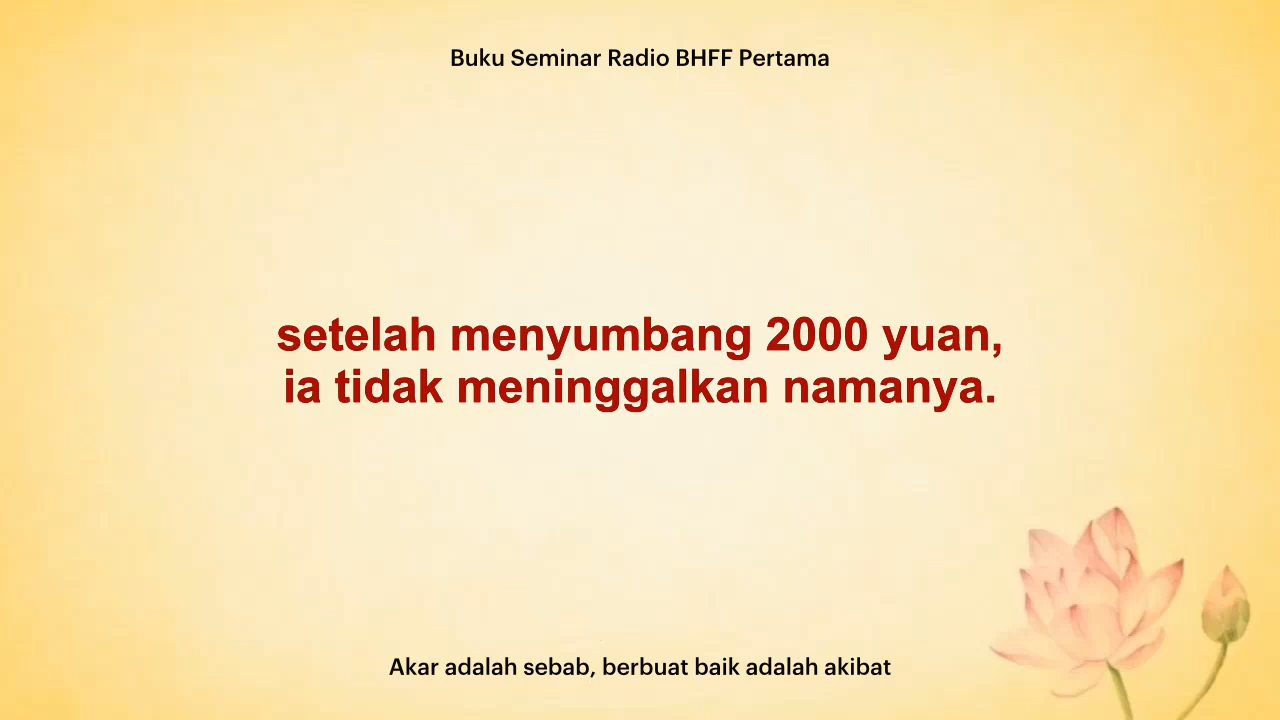 Buku Seminar Radio BHFF Pertama
setelah menyumbang 2000 yuan,
ia tidak meninggalkan namanya.
Akar adalah sebab, berbuat baik adalah akibat